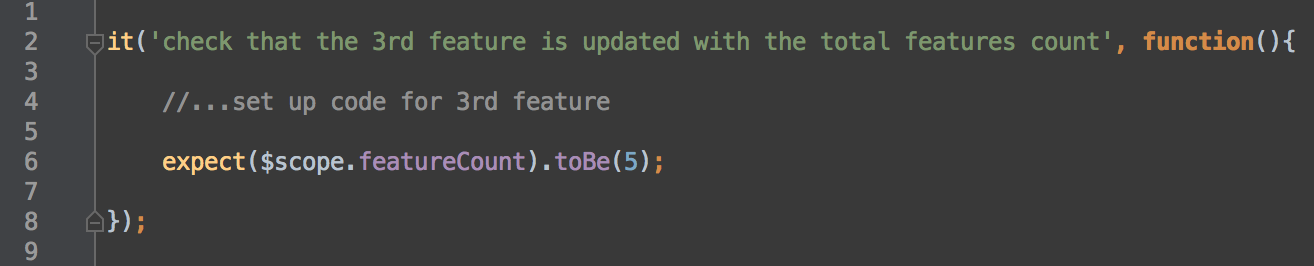 1
2 it('check that the 3rd feature is updated with the total features count', function(){
3
4 //...set up code for 3rd feature
5
6 expect($scope.featureCount).toBe(5);
7
8 });
9